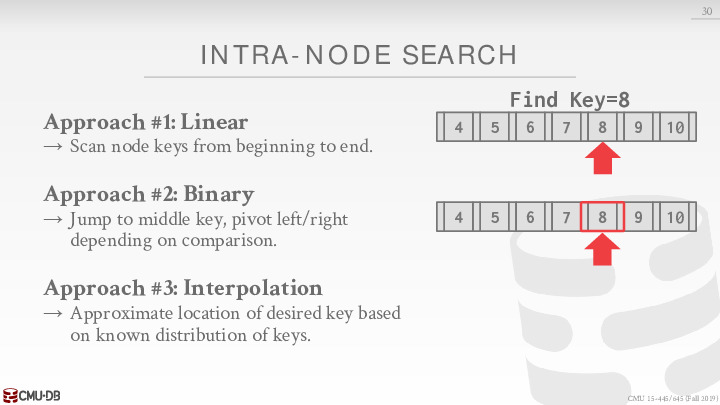 30
INTRA-NODE SEARCH
Approach #1: Linear
→ Scan node keys from beginning to end.
Approach #2: Binary
→ Jump to middle key, pivot left/right
depending on comparison.
Approach #3: Interpolation
→ Approximate location of desired key based
on known distribution of keys.
Find Key=8
4 5 6 7 8 9 10
4 5 6 7 8 9 10
CMU·DB
CMU 15-445/645 (Fall 2019)